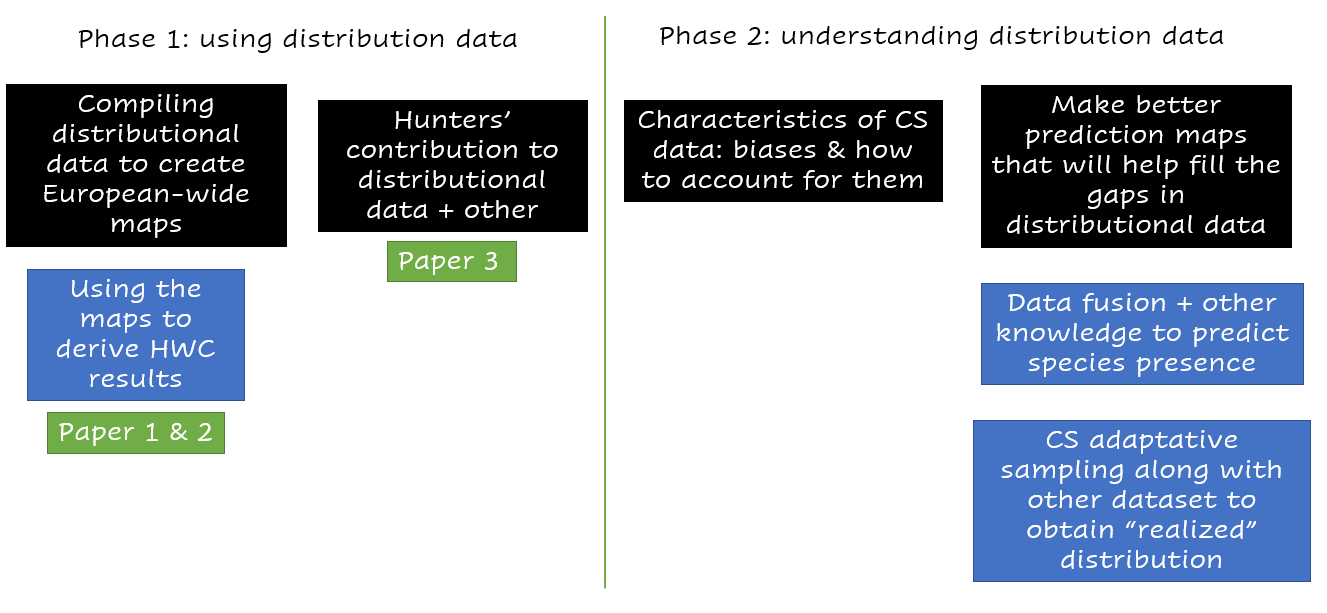 Phase 1: using distribution data
Compiling
distributional
data to create
European-wide
maps
Using the
maps to
derive HWC
results
Paper 1 & 2
Hunters’
contribution to
distributional
data + other
Paper 3
Phase 2: understanding distribution data
Characteristics of CS
data: biases & how
to account for them
Make better
prediction maps
that will help fill the
gaps in
distributional data
Data fusion + other
knowledge to predict
species presence
CS adaptative
sampling along with
other dataset to
obtain “realized”
distribution